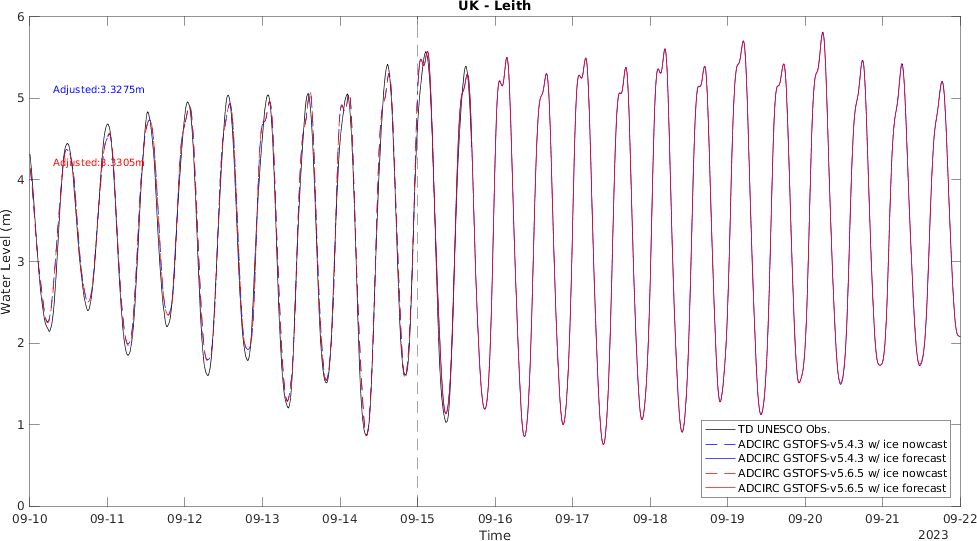 UK - Leith
6
5
4
3
2
1
0
Water Level (m)
Adjusted:3.3275m
Adjusted:3.3305m
TD UNESCO Obs.
ADCIRC GSTOFS-v5.4.3 w/ ice nowcast
ADCIRC GSTOFS-v5.4.3 w/ ice forecast
ADCIRC GSTOFS-v5.6.5 w/ ice nowcast
ADCIRC GSTOFS-v5.6.5 w/ ice forecast
09-10 09-11 09-12 09-13 09-14 09-15 09-16 09-17 09-18 09-19 09-20 09-21 09-22
Time
2023